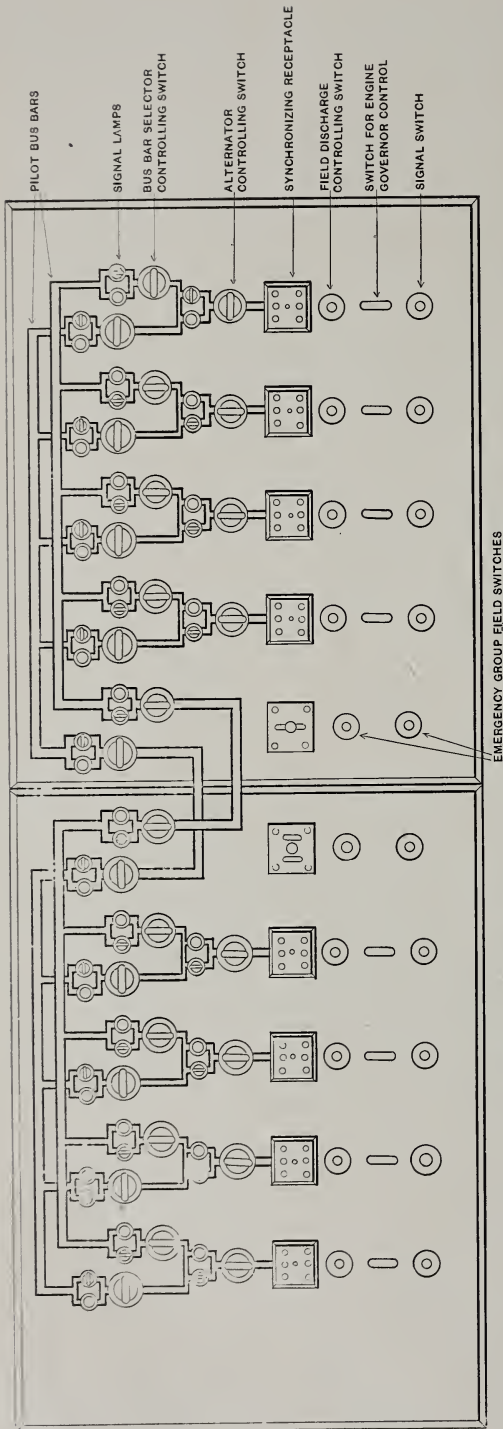 PILOT BUS BARS
SIGNAL LAMPS
BUS BAR SELECTOR
CONTROLLING SWITCH
ALTERNATOR
CONTROLLING SWITCH
SYNCHRONIZING RECEPTACLE
FIELD DISCHARGE
CONTROLLING SWITCH
SWITCH FOR ENGINE
GOVERNOR CONTROL
SIGNAL SWITCH
EMERGENCY GROUP FIELD SWITCHES